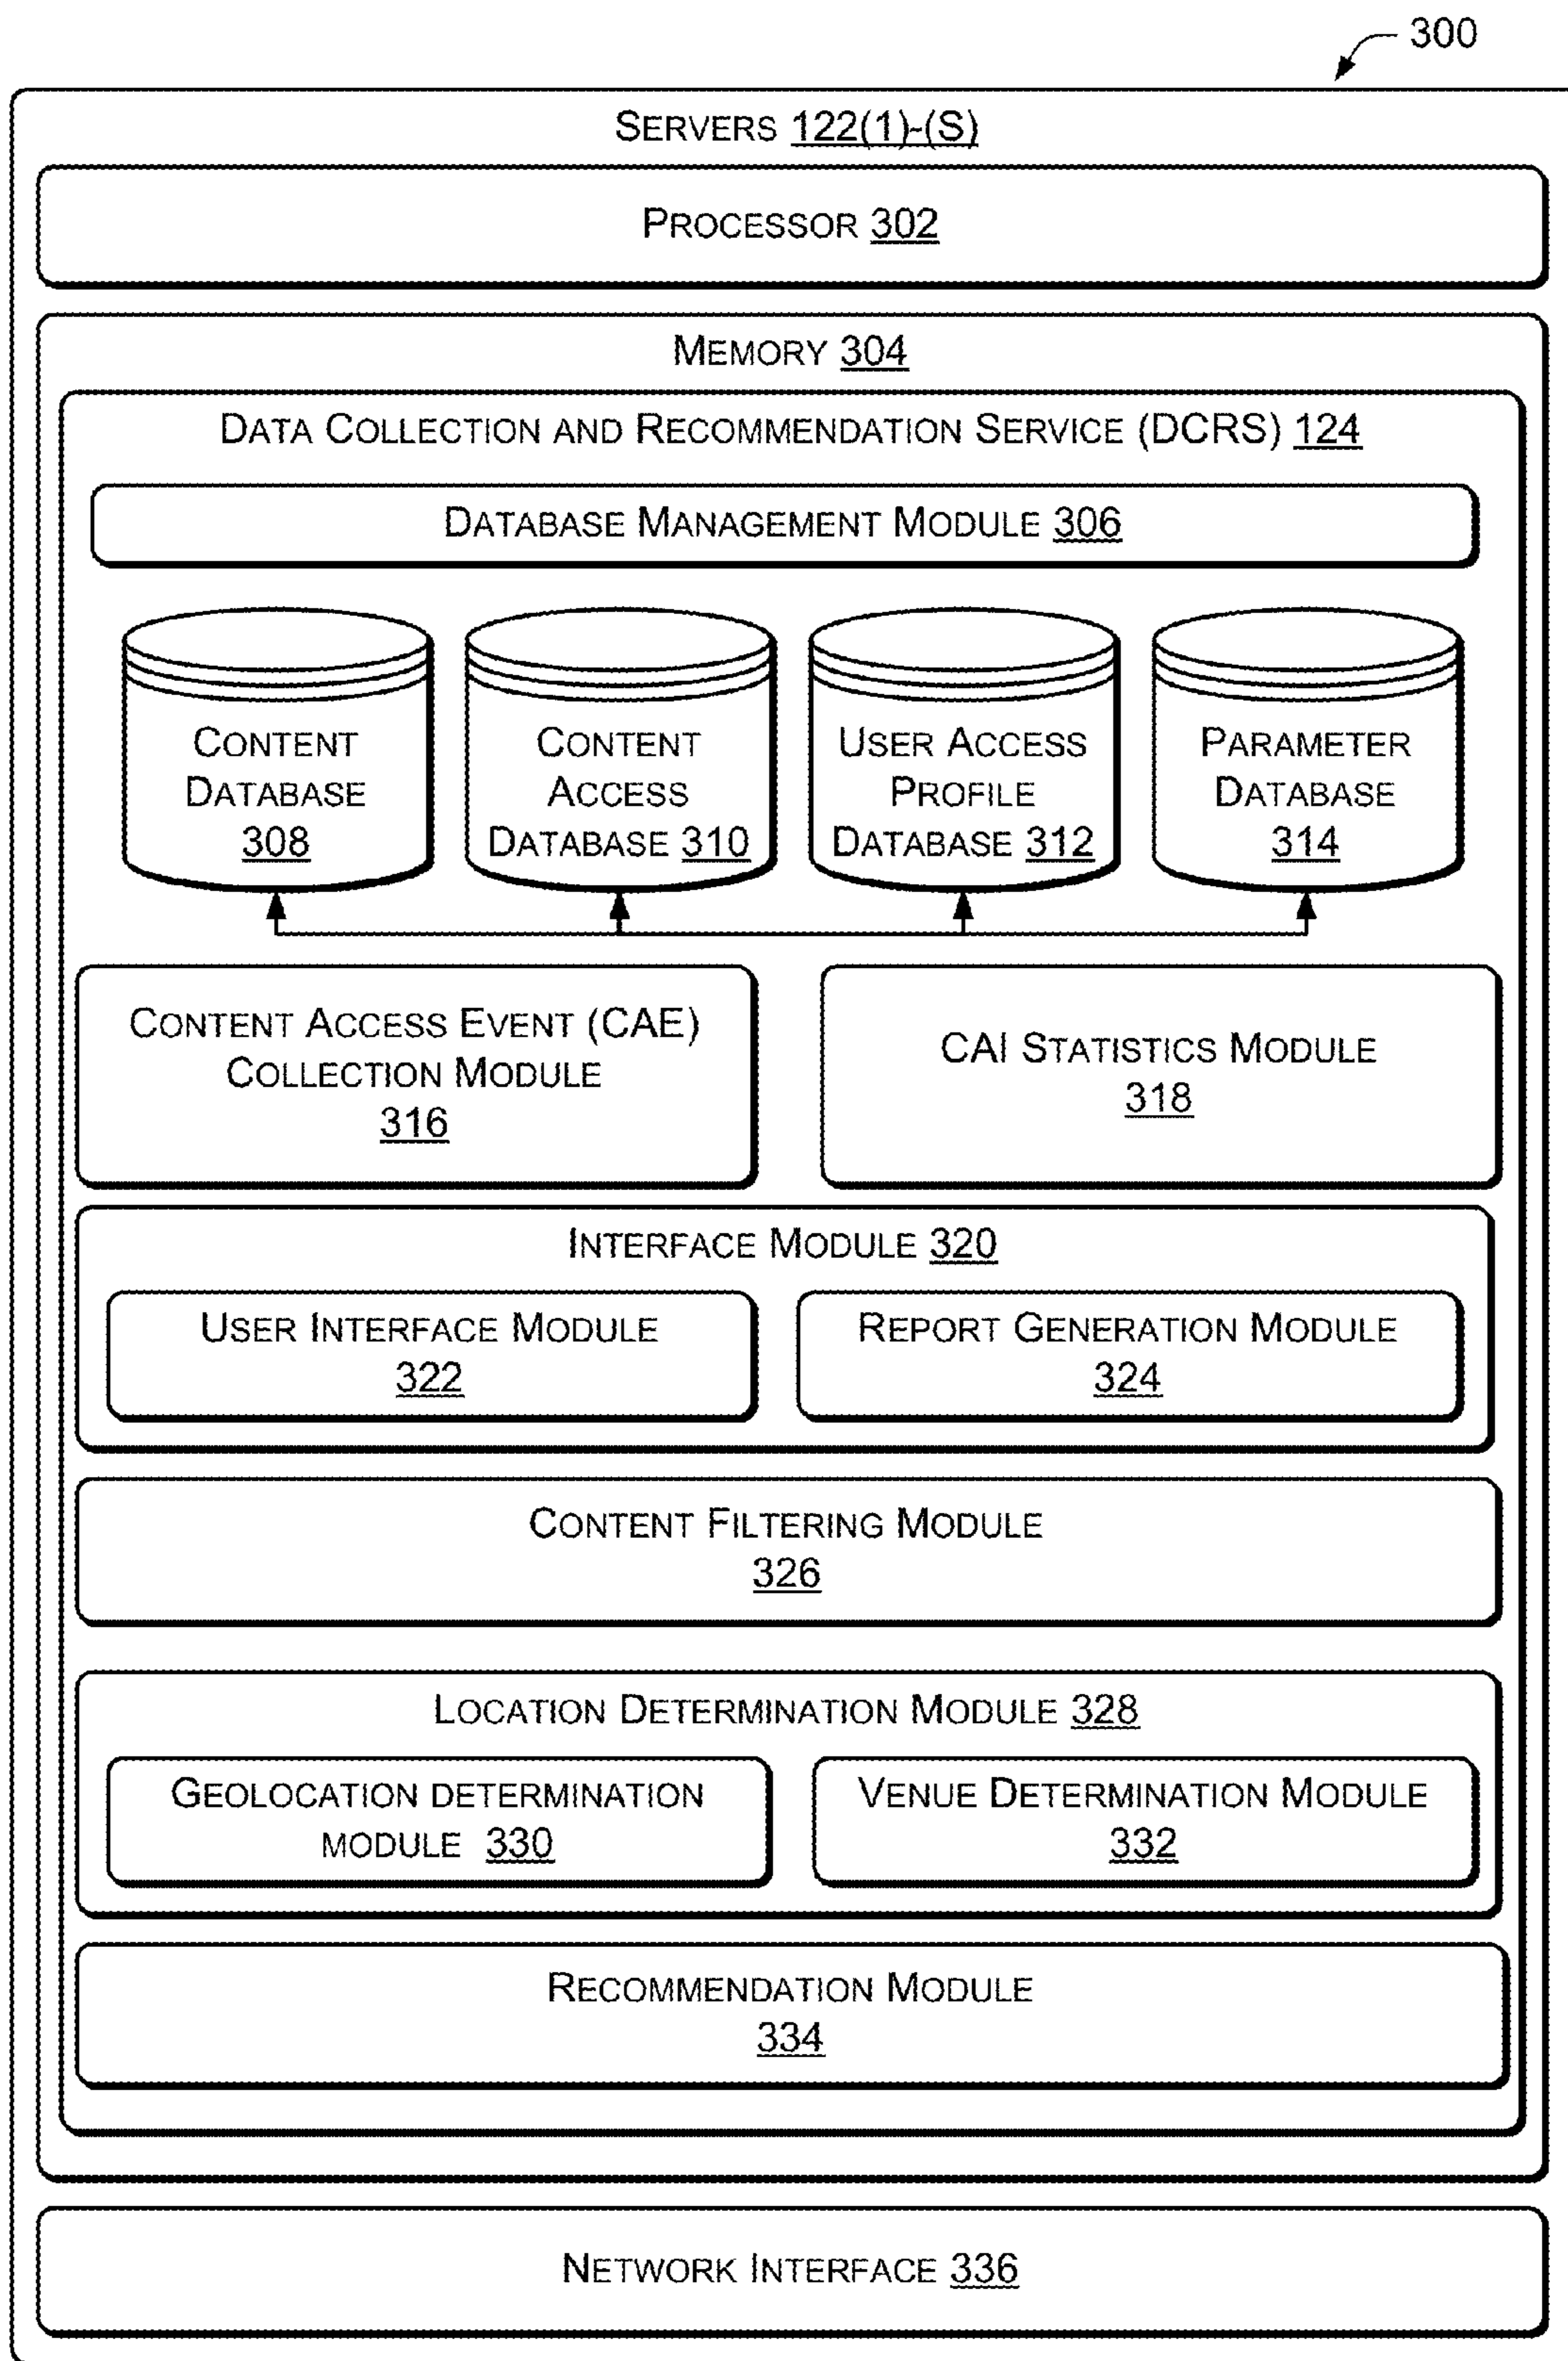 300
SERVERS 122(1)-(S)
PROCESSOR 302
MEMORY 304
DATA COLLECTION AND RECOMMENDATION SERVICE (DCRS) 124
DATABASE MANAGEMENT MODULE 306
CONTENT
DATABASE
308
CONTENT
ACCESS
DATABASE 310
USER ACCESS
PROFILE
DATABASE 312
PARAMETER
DATABASE
314
CONTENT ACCESS EVENT (CAE)
COLLECTION MODULE
316
CAI STATISTICS MODULE
318
INTERFACE MODULE 320
USER INTERFACE MODULE
322
REPORT GENERATION MODULE
324
CONTENT FILTERING MODULE
326
LOCATION DETERMINATION MODULE 328
GEOLOCATION DETERMINATION
MODULE 330
VENUE DETERMINATION MODULE
332
RECOMMENDATION MODULE
334
NETWORK INTERFACE 336